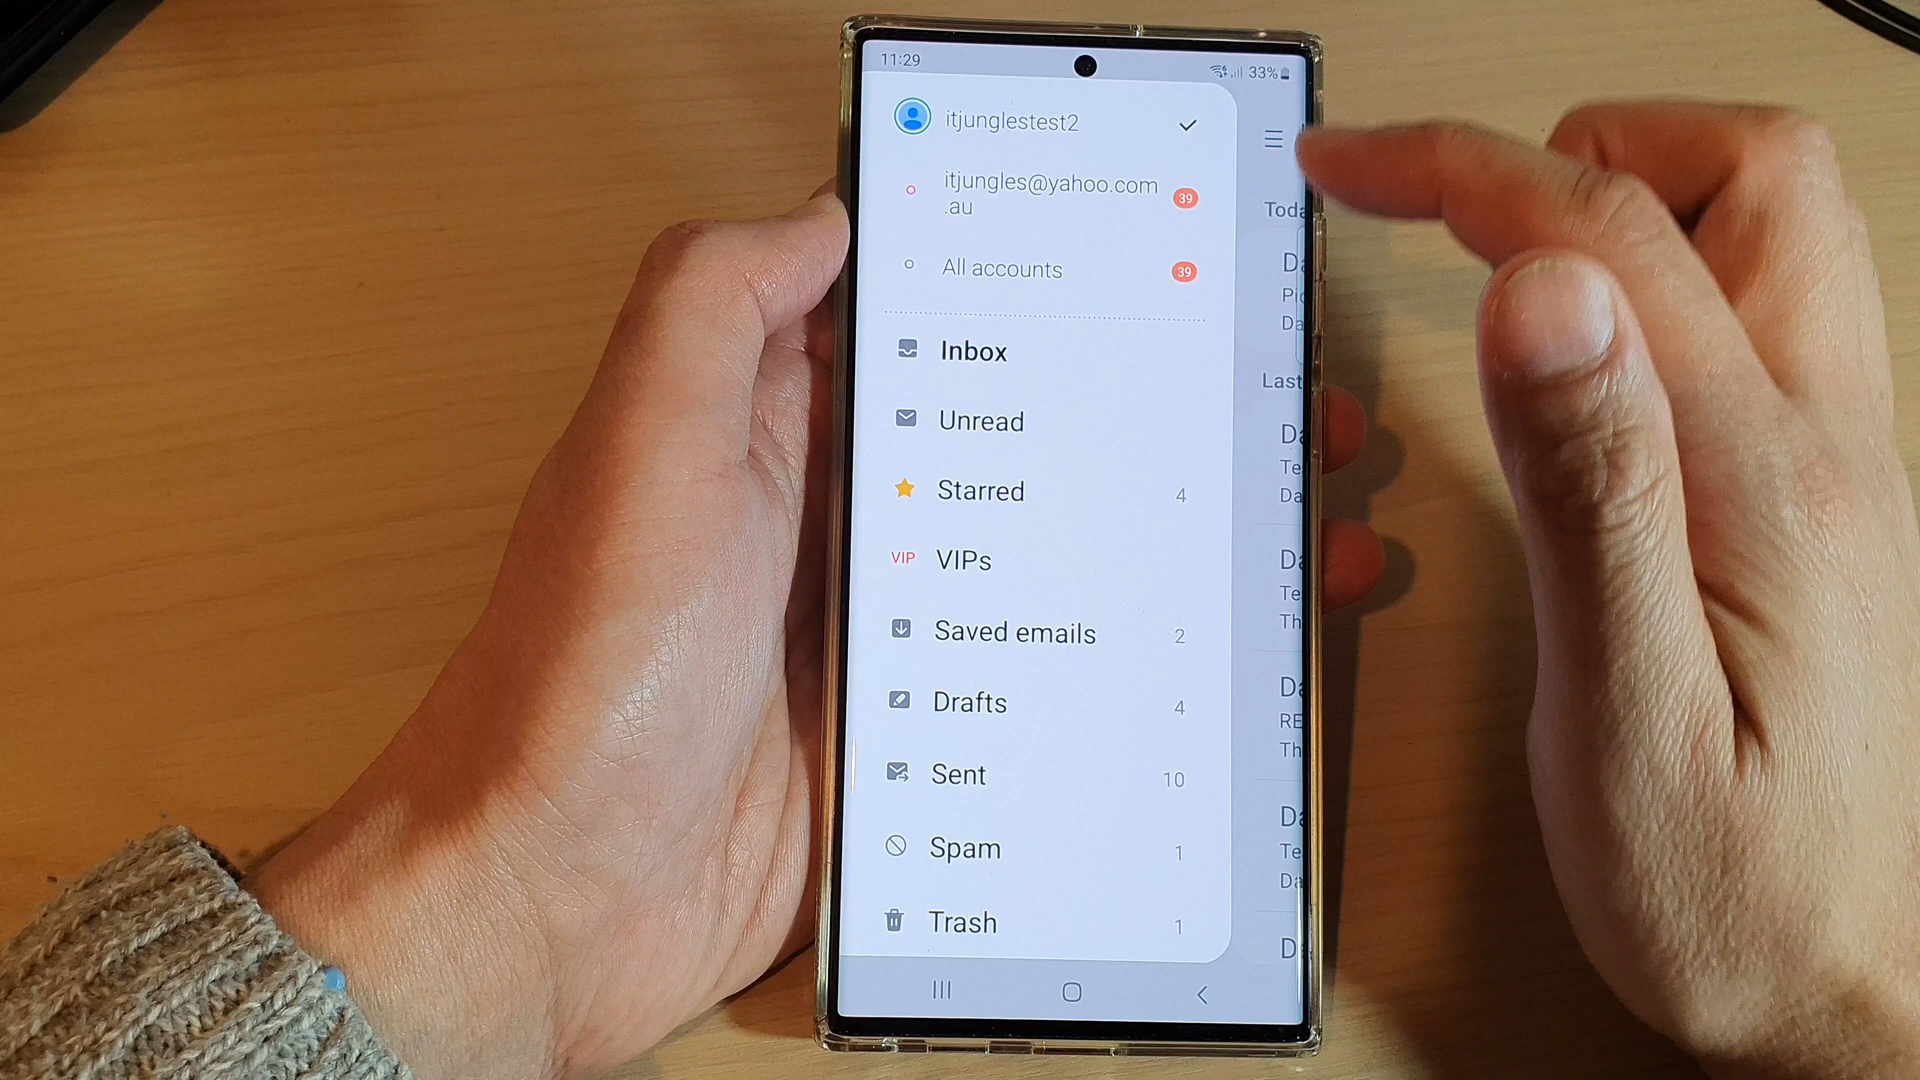 11:29
33%
itjunglestest2
itjungles@yahoo.com
.au
39
All accounts
39
Inbox
Unread
Starred 4
VIP VIPs
Saved emails 2
Drafts 4
Sent 10
Spam 1
Trash 1
Toda
Da
Pic
Da
Last
Da
Te
Da
Da
Te
Th
Da
RE
Th
Da
Te
Da
D